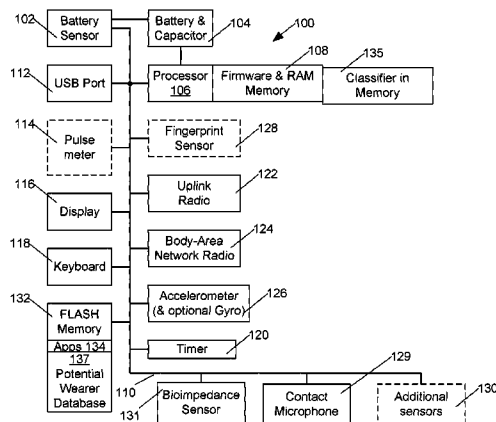 102
Battery
Sensor
Battery &
Capacitor
104
100
108
135
112
USB Port
Processor
106
Firmware & RAM
Memory
Classifier in
Memory
114
Pulse
meter
Fingerprint
Sensor
128
116
Display
Uplink
Radio
122
118
Keyboard
Body-Area
Network Radio
124
132
FLASH
Memory
Accelerometer
(& optional Gyro)
126
Apps 134
137
Potential
Wearer
Database
Timer
120
110
129
131
Bioimpedance
Sensor
Contact
Microphone
Additional
sensors
130